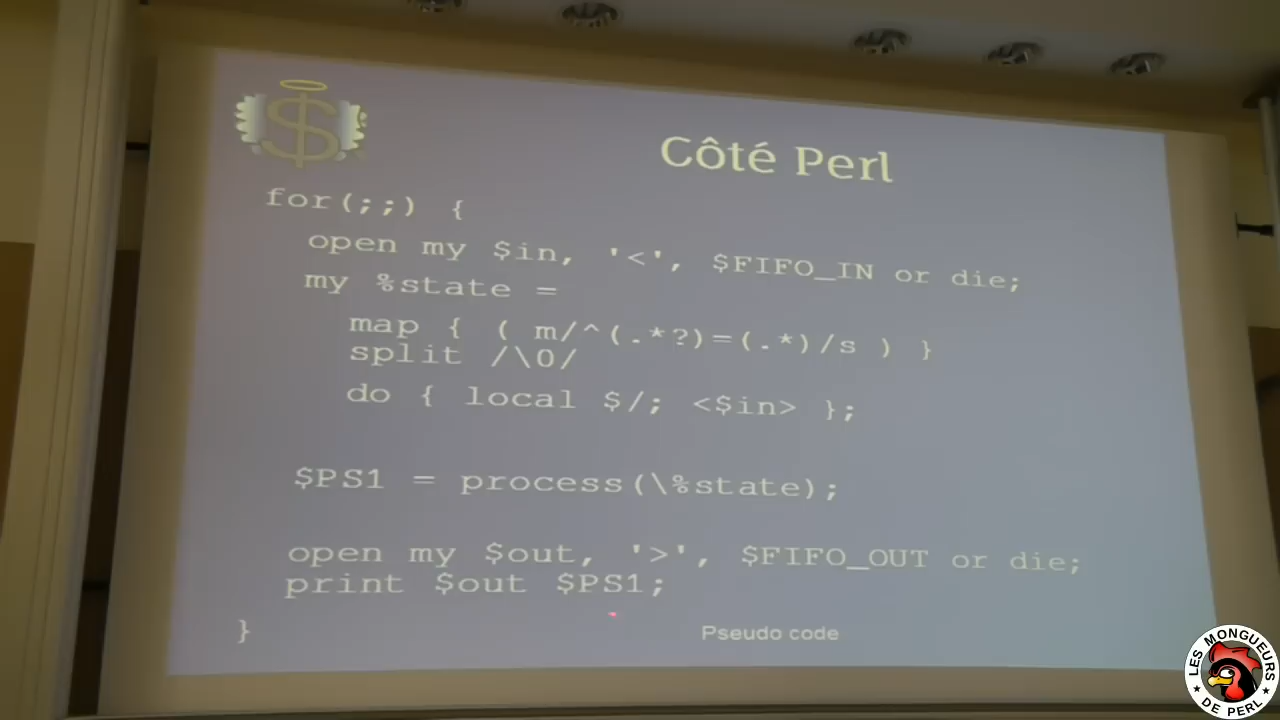 $
Côté Perl
for(;;) {
open my $in, '<', $FIFO_IN or die;
my %state =
map { ( m/^(.*?)=(.*)/s ) }
split /\0/
do { local $/; <$in> };
$PS1 = process(\%state);
open my $out, '>', $FIFO_OUT or die;
print $out $PS1;
}
Pseudo code
LES MONGUEURS
★ DE PERL ★